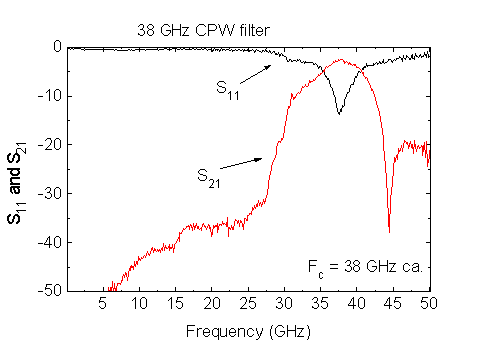 38 GHz CPW filter
0
-10
-20
-30
-40
-50
S11 and S21
S11
S21
Fc = 38 GHz ca.
5 10 15 20 25 30 35 40 45 50
Frequency (GHz)